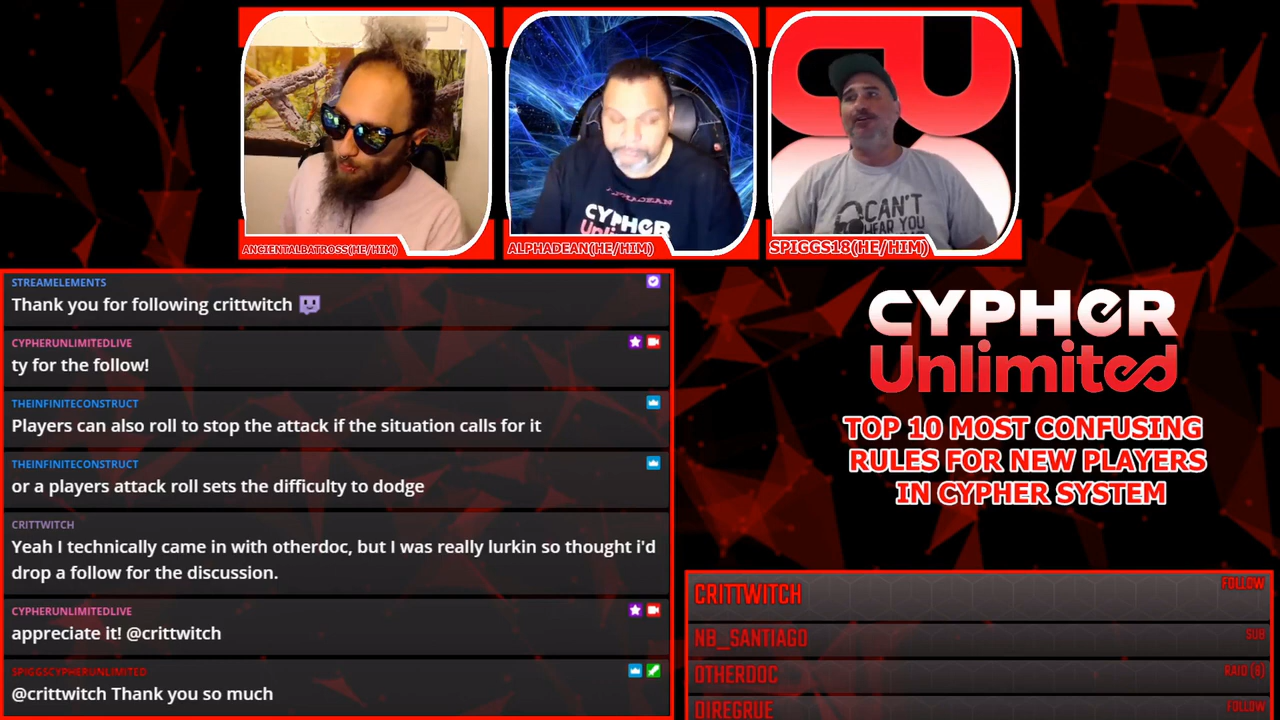 CAN'T
HEAR YOU
CYPHER
ANCIENTALBATROSS(HE/HIM)
ALPHADEAN(HE/HIM)
SPIGGS18(HE/HIM)
STREAMELEMENTS
Thank you for following crittwitch
CYPHERUNLIMITEDLIVE
ty for the follow!
THEINFINITECONSTRUCT
Players can also roll to stop the attack if the situation calls for it
THEINFINITECONSTRUCT
or a players attack roll sets the difficulty to dodge
CRITTWITCH
Yeah I technically came in with otherdoc, but I was really lurkin so thought i'd
drop a follow for the discussion.
CYPHERUNLIMITEDLIVE
appreciate it! @crittwitch
SPIGGSCYPHERUNLIMITED
@crittwitch Thank you so much
CYPHER
Unlimited
TOP 10 MOST CONFUSING
RULES FOR NEW PLAYERS
IN CYPHER SYSTEM
CRITTWITCH FOLLOW
NB_SANTIAGO SUB
OTHERDOC RAID (8)
DIREGRUE FOLLOW